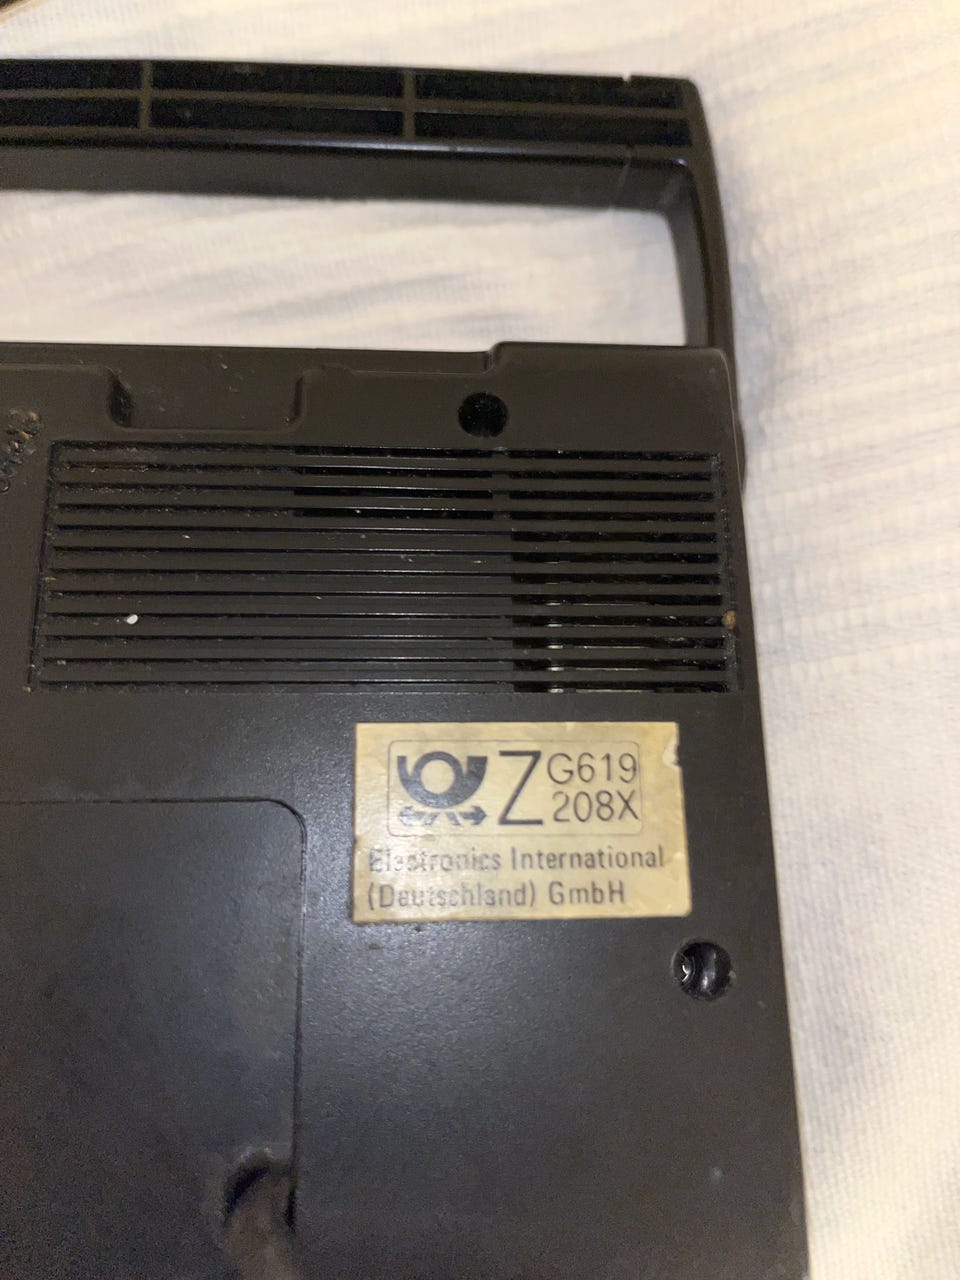 Z G619
208X
Electronics International
(Deutschland) GmbH